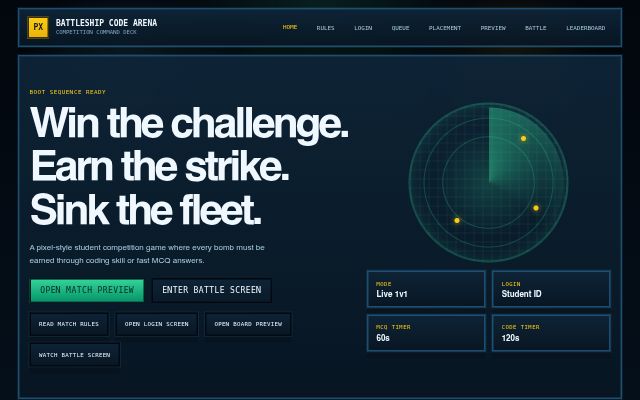 PX
BATTLESHIP CODE ARENA
COMPETITION COMMAND DECK
HOME RULES LOGIN QUEUE PLACEMENT PREVIEW BATTLE LEADERBOARD
BOOT SEQUENCE READY
Win the challenge.
Earn the strike.
Sink the fleet.
A pixel-style student competition game where every bomb must be
earned through coding skill or fast MCQ answers.
OPEN MATCH PREVIEW ENTER BATTLE SCREEN
READ MATCH RULES OPEN LOGIN SCREEN OPEN BOARD PREVIEW
WATCH BATTLE SCREEN
MODE
Live 1v1
LOGIN
Student ID
MCQ TIMER
60s
CODE TIMER
120s